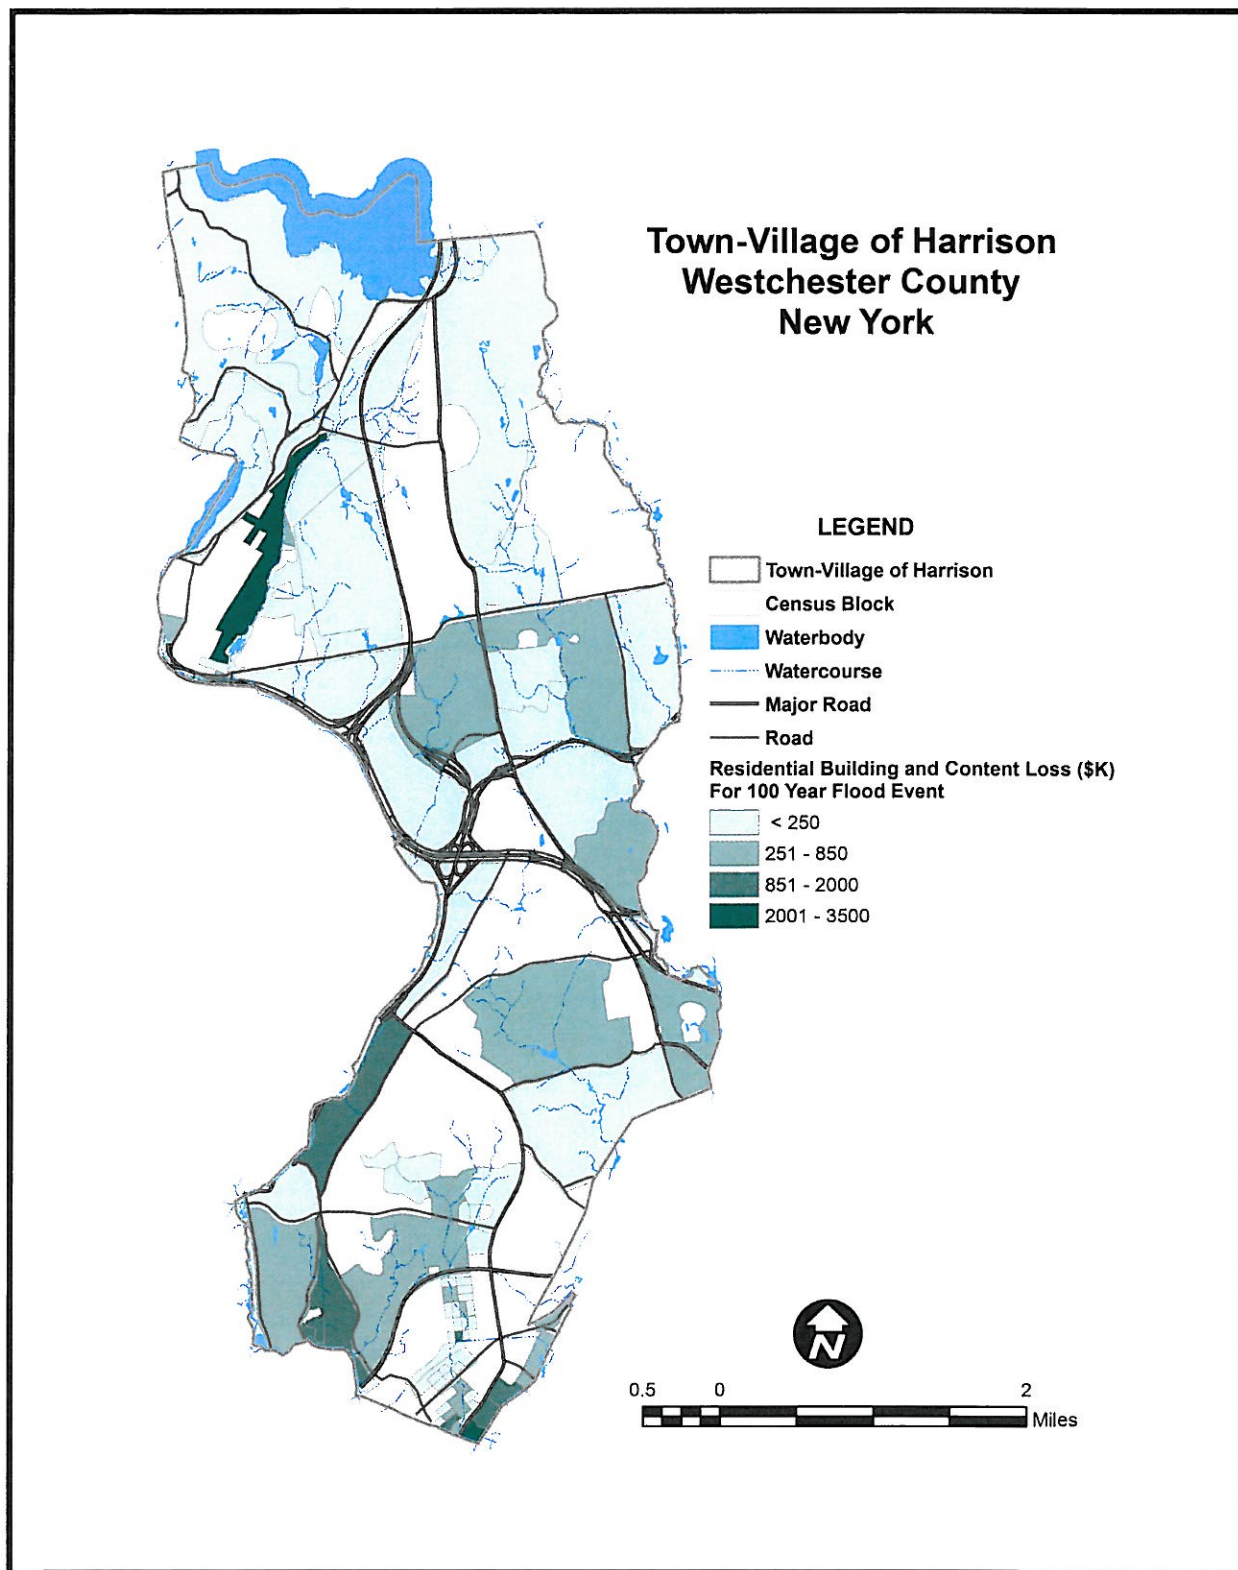 Town-Village of Harrison
Westchester County
New York
LEGEND
Town-Village of Harrison
Census Block
Waterbody
Watercourse
Major Road
Road
Residential Building and Content Loss ($K)
For 100 Year Flood Event
< 250
251 - 850
851 - 2000
2001 - 3500
N
0.5 0 2
Miles